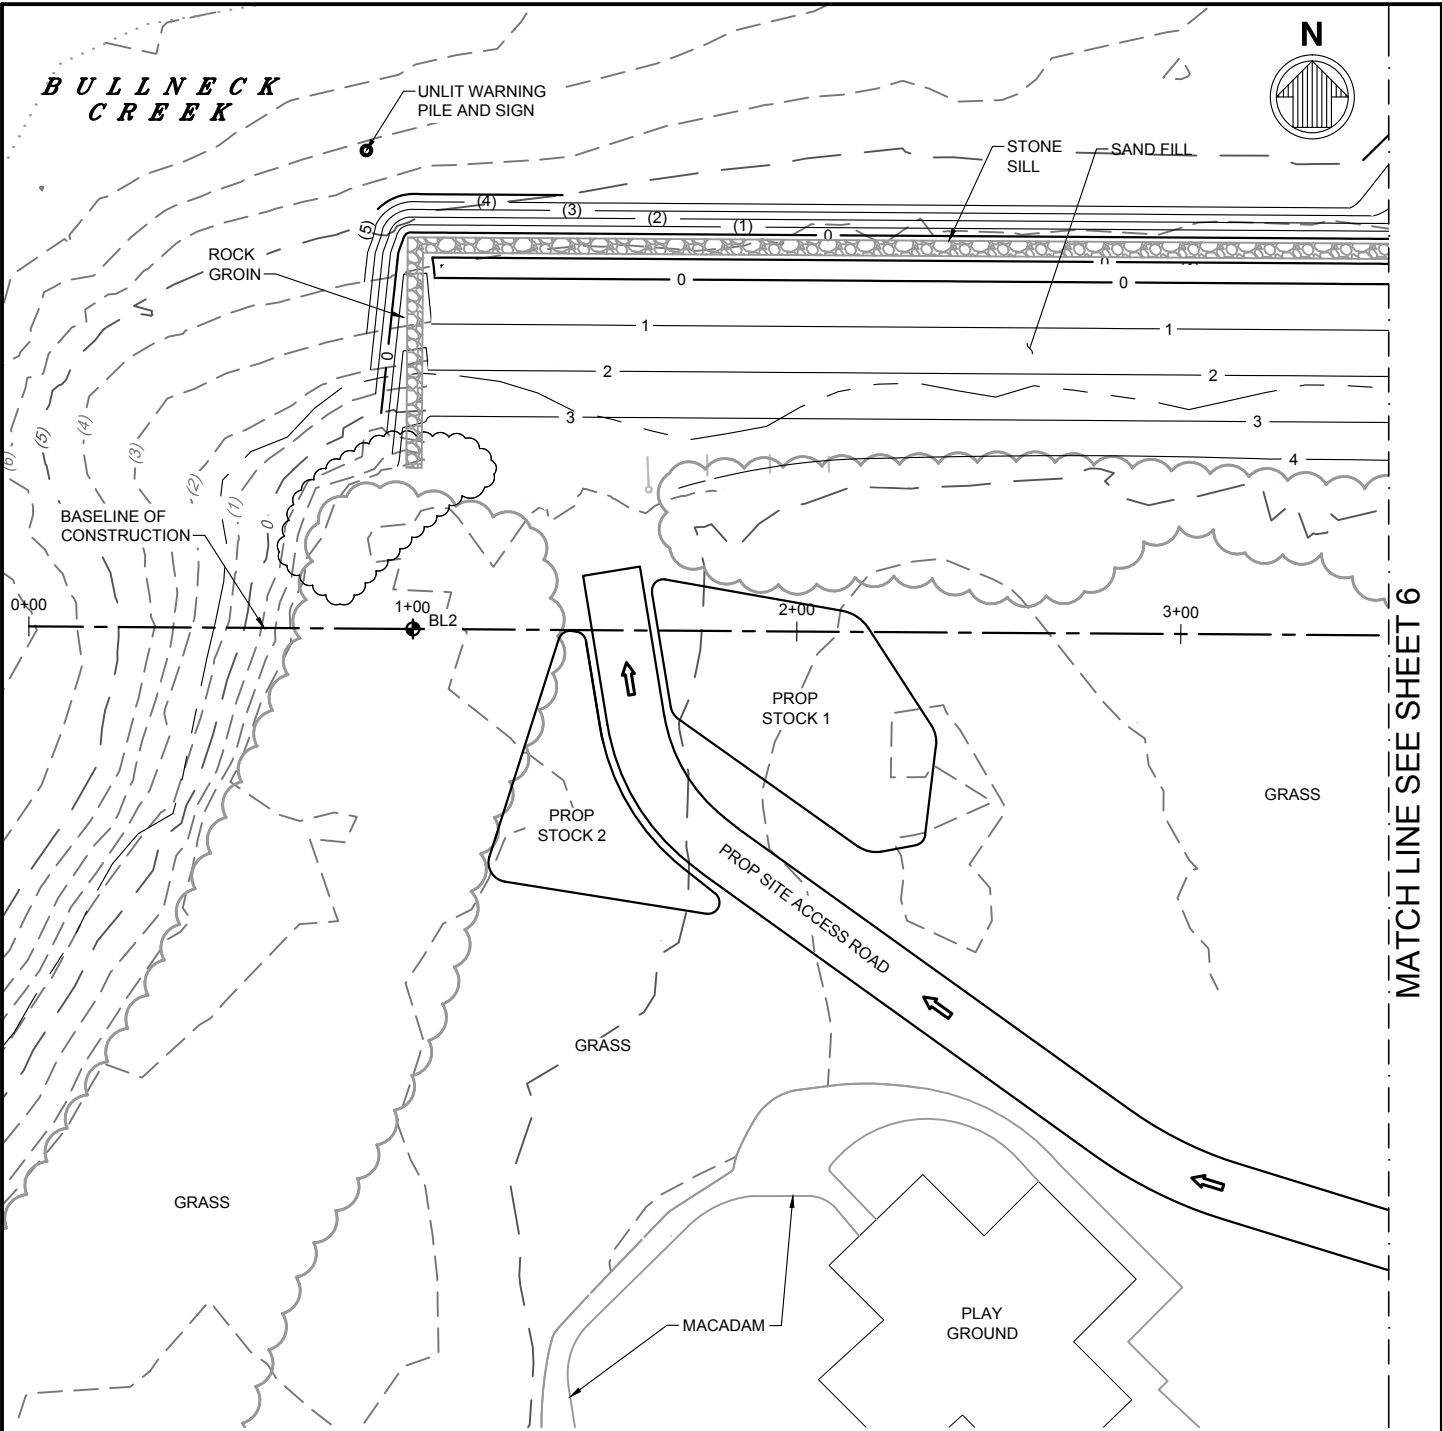 N
BULLNECK
CREEK
UNLIT WARNING
PILE AND SIGN
STONE
SILL
SAND FILL
(4)
(3)
(2)
(1)
0
(5)
ROCK
GROIN
0
0
0
0
1
1
2
2
3
3
4
(6)
(5)
(4)
(3)
(2)
(1)
0
BASELINE OF
CONSTRUCTION
0+00
1+00
BL2
2+00
3+00
PROP
STOCK 1
PROP
STOCK 2
GRASS
PROP SITE ACCESS ROAD
GRASS
GRASS
MACADAM
PLAY
GROUND
MATCH LINE SEE SHEET 6